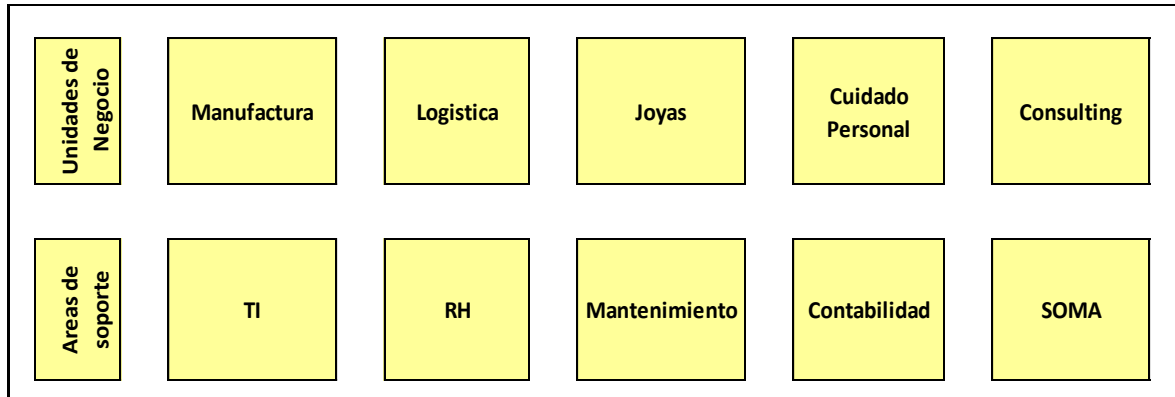 Unidades de
Negocio
Manufactura
Logistica
Joyas
Cuidado
Personal
Consulting
Areas de
soporte
TI
RH
Mantenimiento
Contabilidad
SOMA